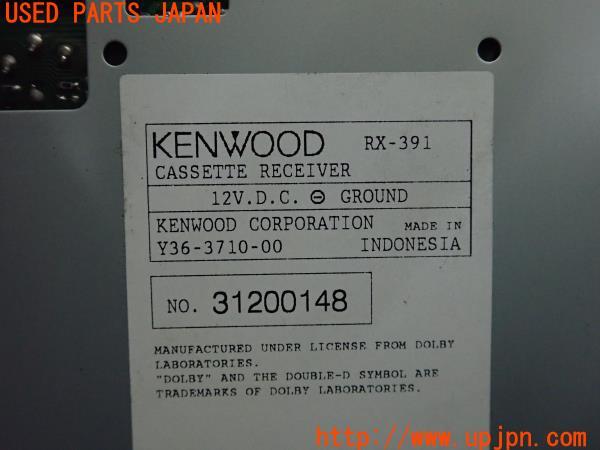 USED PARTS JAPAN
KENWOOD RX-391
CASSETTE RECEIVER
12V.D.C. ⊖ GROUND
KENWOOD CORPORATION MADE IN
Y36-3710-00 INDONESIA
NO. 31200148
MANUFACTURED UNDER LICENSE FROM DOLBY
LABORATORIES.
"DOLBY" AND THE DOUBLE-D SYMBOL ARE
TRADEMARKS OF DOLBY LABORATORIES.
http://www.upjpn.com/